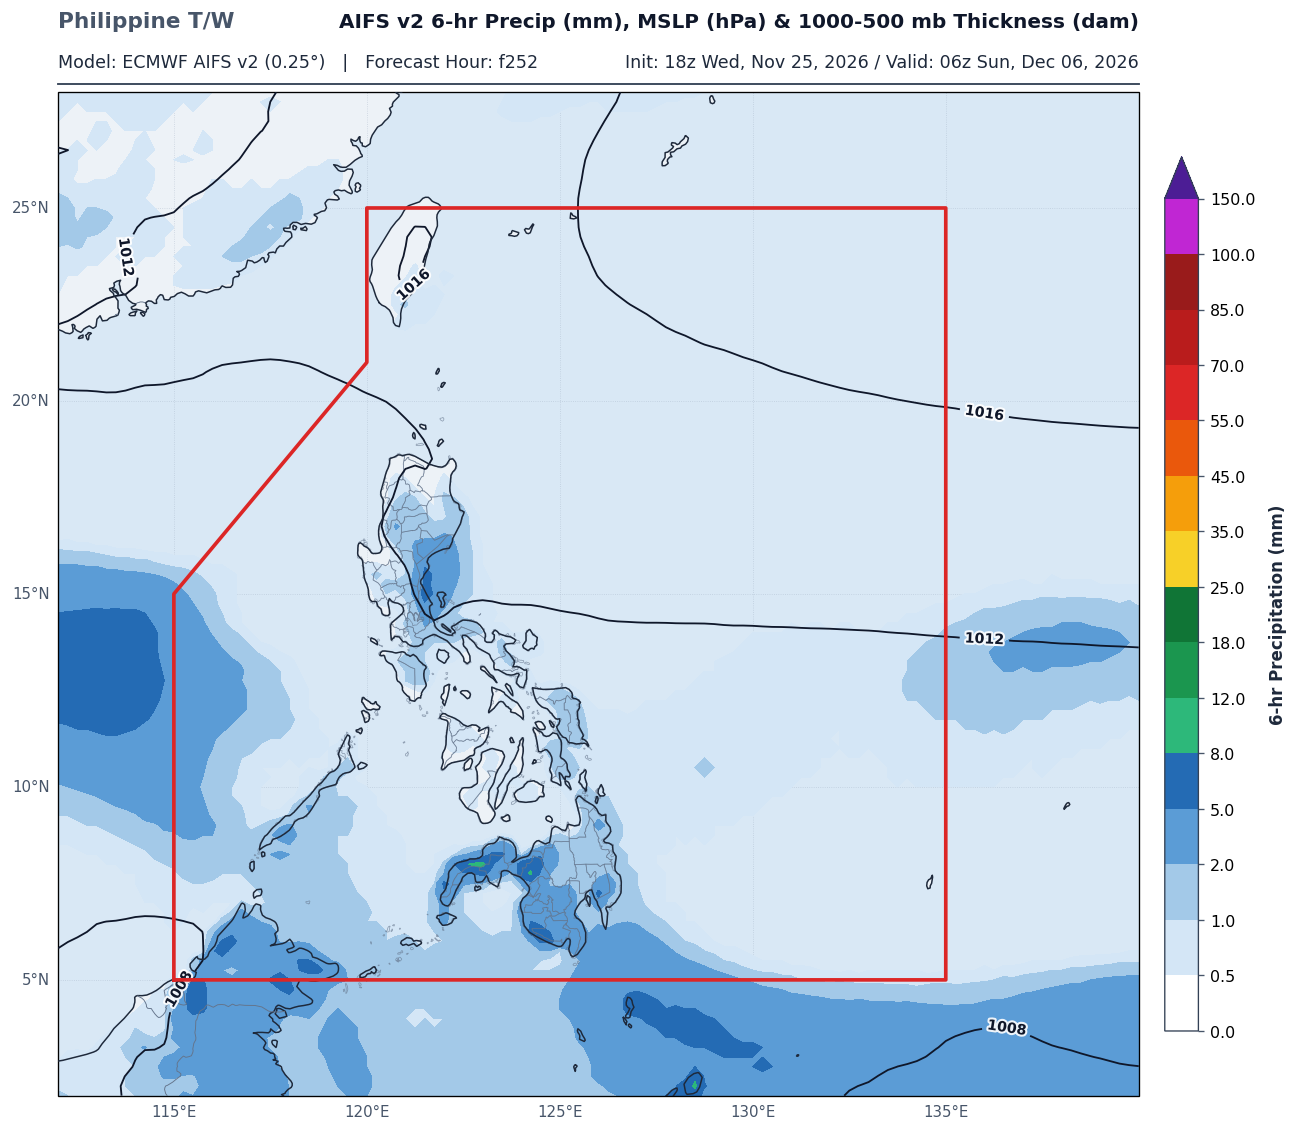 Philippine T/W
AIFS v2 6-hr Precip (mm), MSLP (hPa) & 1000-500 mb Thickness (dam)
Model: ECMWF AIFS v2 (0.25°) | Forecast Hour: f252
Init: 18z Wed, Nov 25, 2026 / Valid: 06z Sun, Dec 06, 2026
25°N
20°N
15°N
10°N
5°N
115°E
120°E
125°E
130°E
135°E
1012
1016
1016
1012
1008
1008
150.0
100.0
85.0
70.0
55.0
45.0
35.0
25.0
18.0
12.0
8.0
5.0
2.0
1.0
0.5
0.0
6-hr Precipitation (mm)